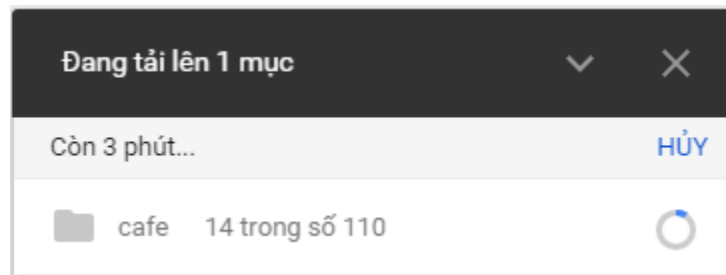 Đang tải lên 1 mục
Còn 3 phút... HỦY
cafe 14 trong số 110